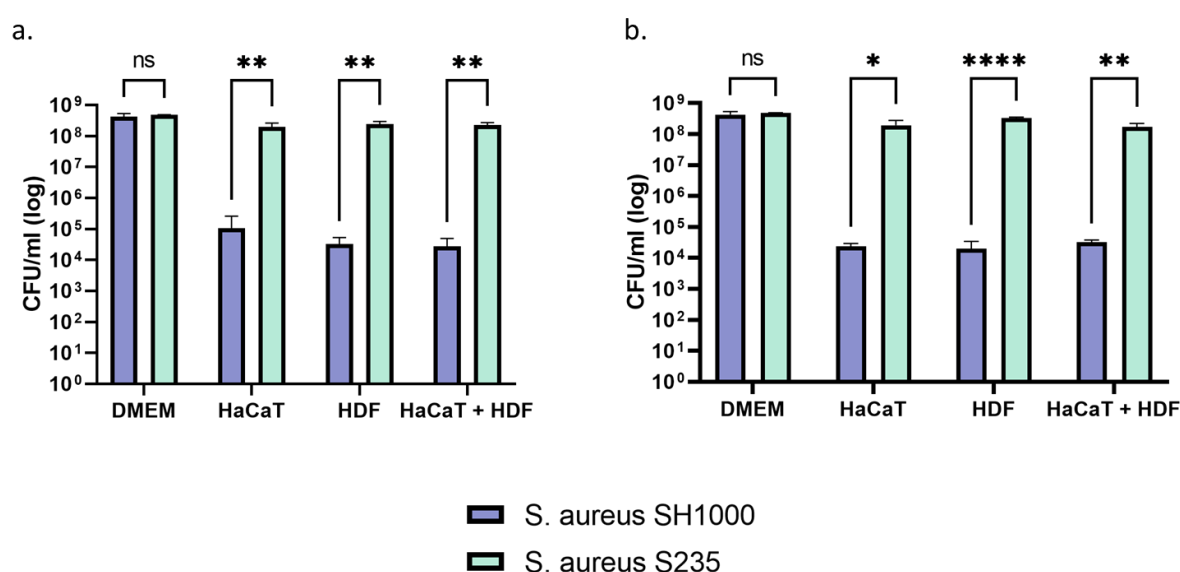 a.
ns ** ** **
CFU/ml (log)
10⁹
10⁸
10⁷
10⁶
10⁵
10⁴
10³
10²
10¹
10⁰
DMEM HaCaT HDF HaCaT + HDF
b.
ns * **** **
CFU/ml (log)
10⁹
10⁸
10⁷
10⁶
10⁵
10⁴
10³
10²
10¹
10⁰
DMEM HaCaT HDF HaCaT + HDF
S. aureus SH1000
S. aureus S235